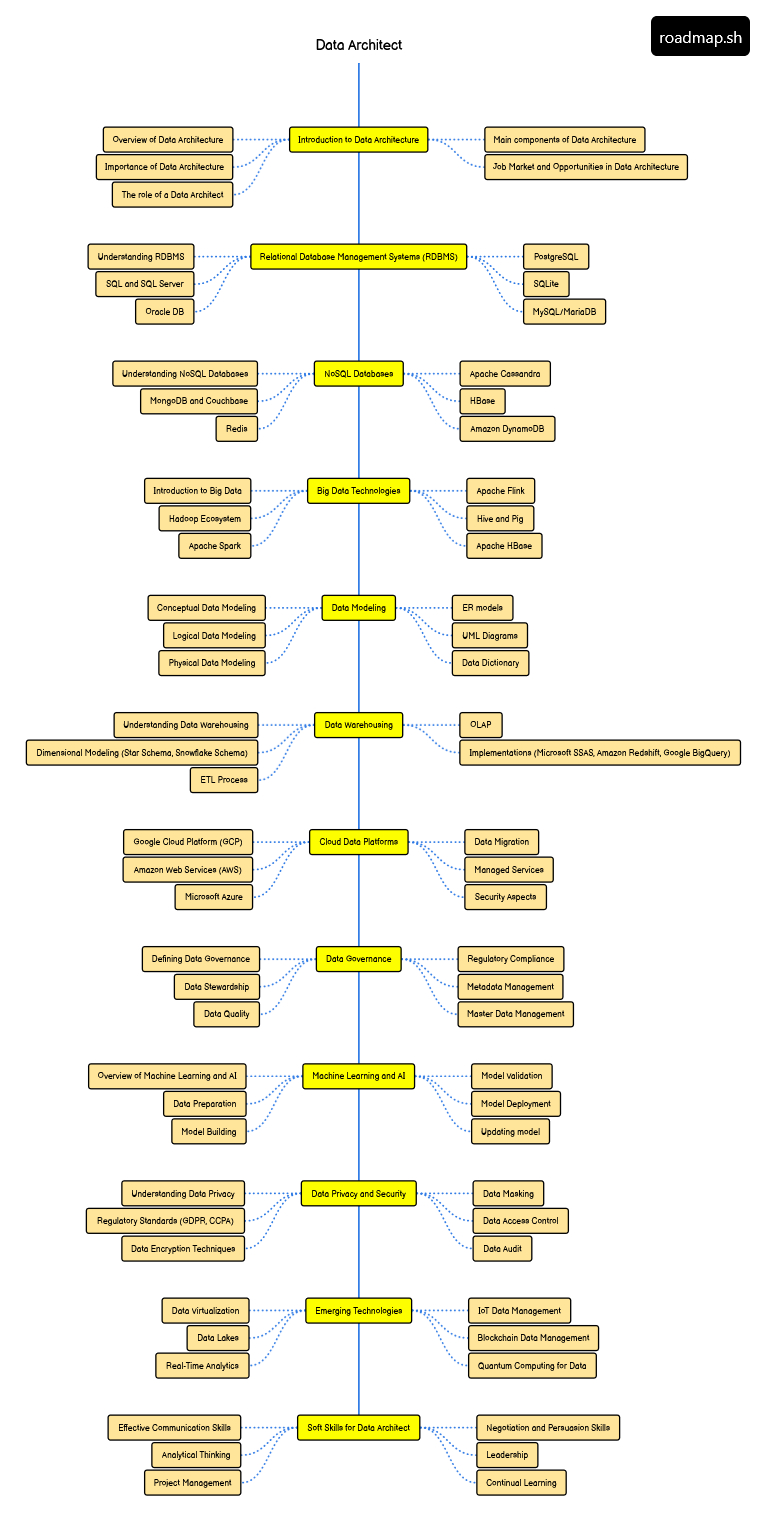 roadmap.sh
Data Architect
Introduction to Data Architecture
Overview of Data Architecture
Importance of Data Architecture
The role of a Data Architect
Main components of Data Architecture
Job Market and Opportunities in Data Architecture
Relational Database Management Systems (RDBMS)
Understanding RDBMS
SQL and SQL Server
Oracle DB
PostgreSQL
SQLite
MySQL/MariaDB
NoSQL Databases
Understanding NoSQL Databases
MongoDB and Couchbase
Redis
Apache Cassandra
HBase
Amazon DynamoDB
Big Data Technologies
Introduction to Big Data
Hadoop Ecosystem
Apache Spark
Apache Flink
Hive and Pig
Apache HBase
Data Modeling
Conceptual Data Modeling
Logical Data Modeling
Physical Data Modeling
ER models
UML Diagrams
Data Dictionary
Data Warehousing
Understanding Data Warehousing
Dimensional Modeling (Star Schema, Snowflake Schema)
ETL Process
OLAP
Implementations (Microsoft SSAS, Amazon Redshift, Google BigQuery)
Cloud Data Platforms
Google Cloud Platform (GCP)
Amazon Web Services (AWS)
Microsoft Azure
Data Migration
Managed Services
Security Aspects
Data Governance
Defining Data Governance
Data Stewardship
Data Quality
Regulatory Compliance
Metadata Management
Master Data Management
Machine Learning and AI
Overview of Machine Learning and AI
Data Preparation
Model Building
Model Validation
Model Deployment
Updating model
Data Privacy and Security
Understanding Data Privacy
Regulatory Standards (GDPR, CCPA)
Data Encryption Techniques
Data Masking
Data Access Control
Data Audit
Emerging Technologies
Data Virtualization
Data Lakes
Real-Time Analytics
IoT Data Management
Blockchain Data Management
Quantum Computing for Data
Soft Skills for Data Architect
Effective Communication Skills
Analytical Thinking
Project Management
Negotiation and Persuasion Skills
Leadership
Continual Learning